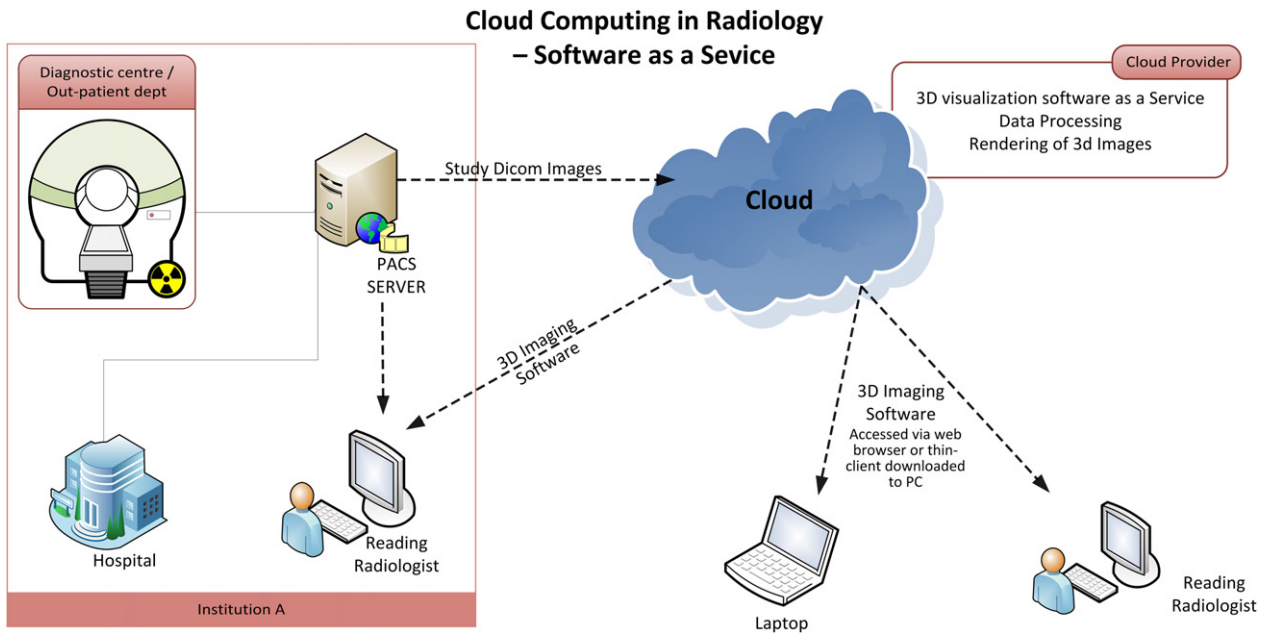 Cloud Computing in Radiology
– Software as a Sevice
Diagnostic centre /
Out-patient dept
Cloud Provider
3D visualization software as a Service
Data Processing
Rendering of 3d Images
Study Dicom Images
Cloud
PACS
SERVER
3D Imaging
Software
3D Imaging
Software
Accessed via web
browser or thin-
client downloaded
to PC
Hospital
Reading
Radiologist
Laptop
Reading
Radiologist
Institution A